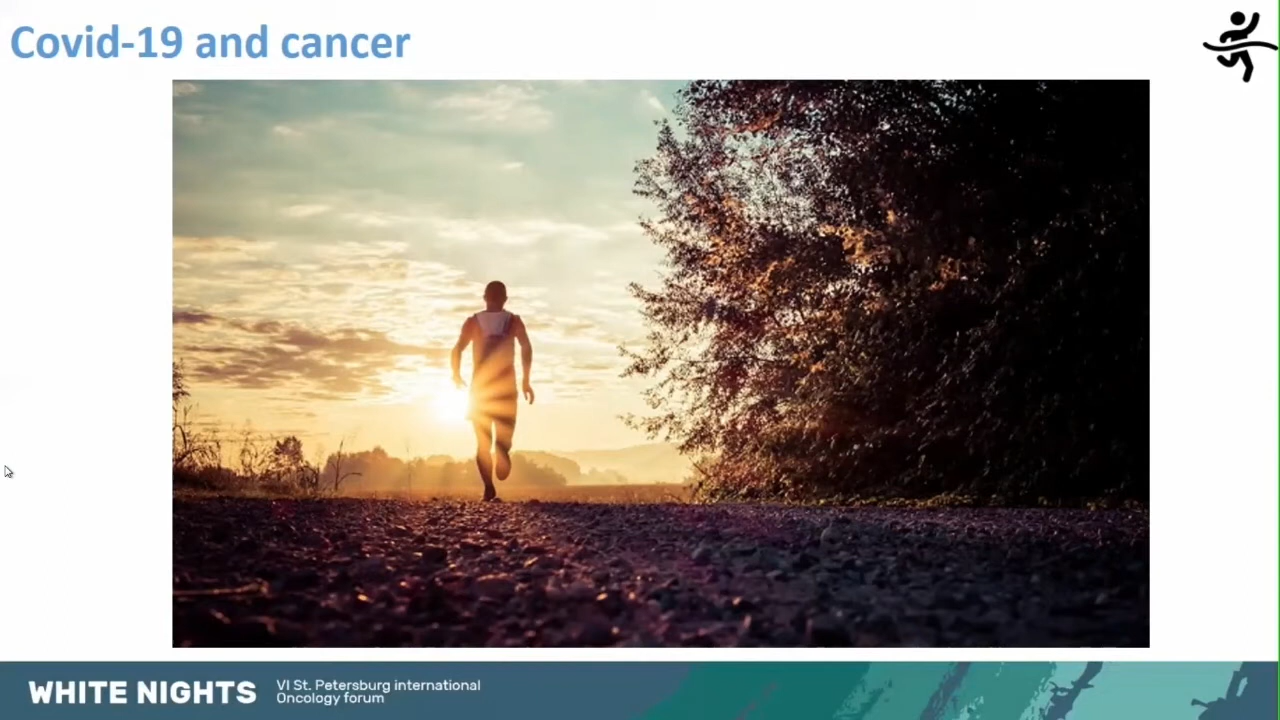 Covid-19 and cancer
WHITE NIGHTS
VI St. Petersburg international
Oncology forum